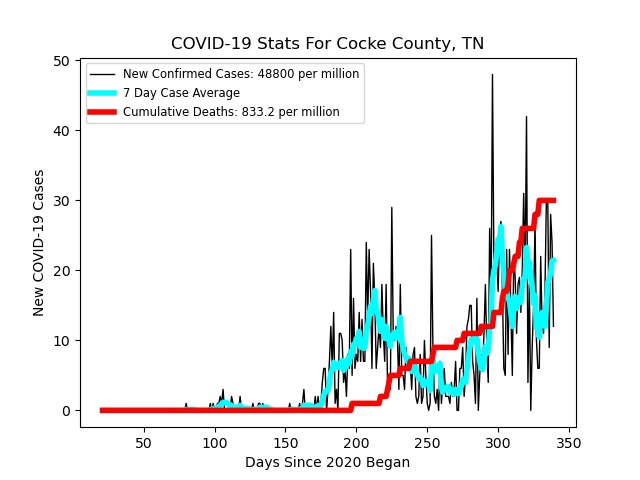 COVID-19 Stats For Cocke County, TN
New Confirmed Cases: 48800 per million
7 Day Case Average
Cumulative Deaths: 833.2 per million
New COVID-19 Cases
50
40
30
20
10
0
50 100 150 200 250 300 350
Days Since 2020 Began